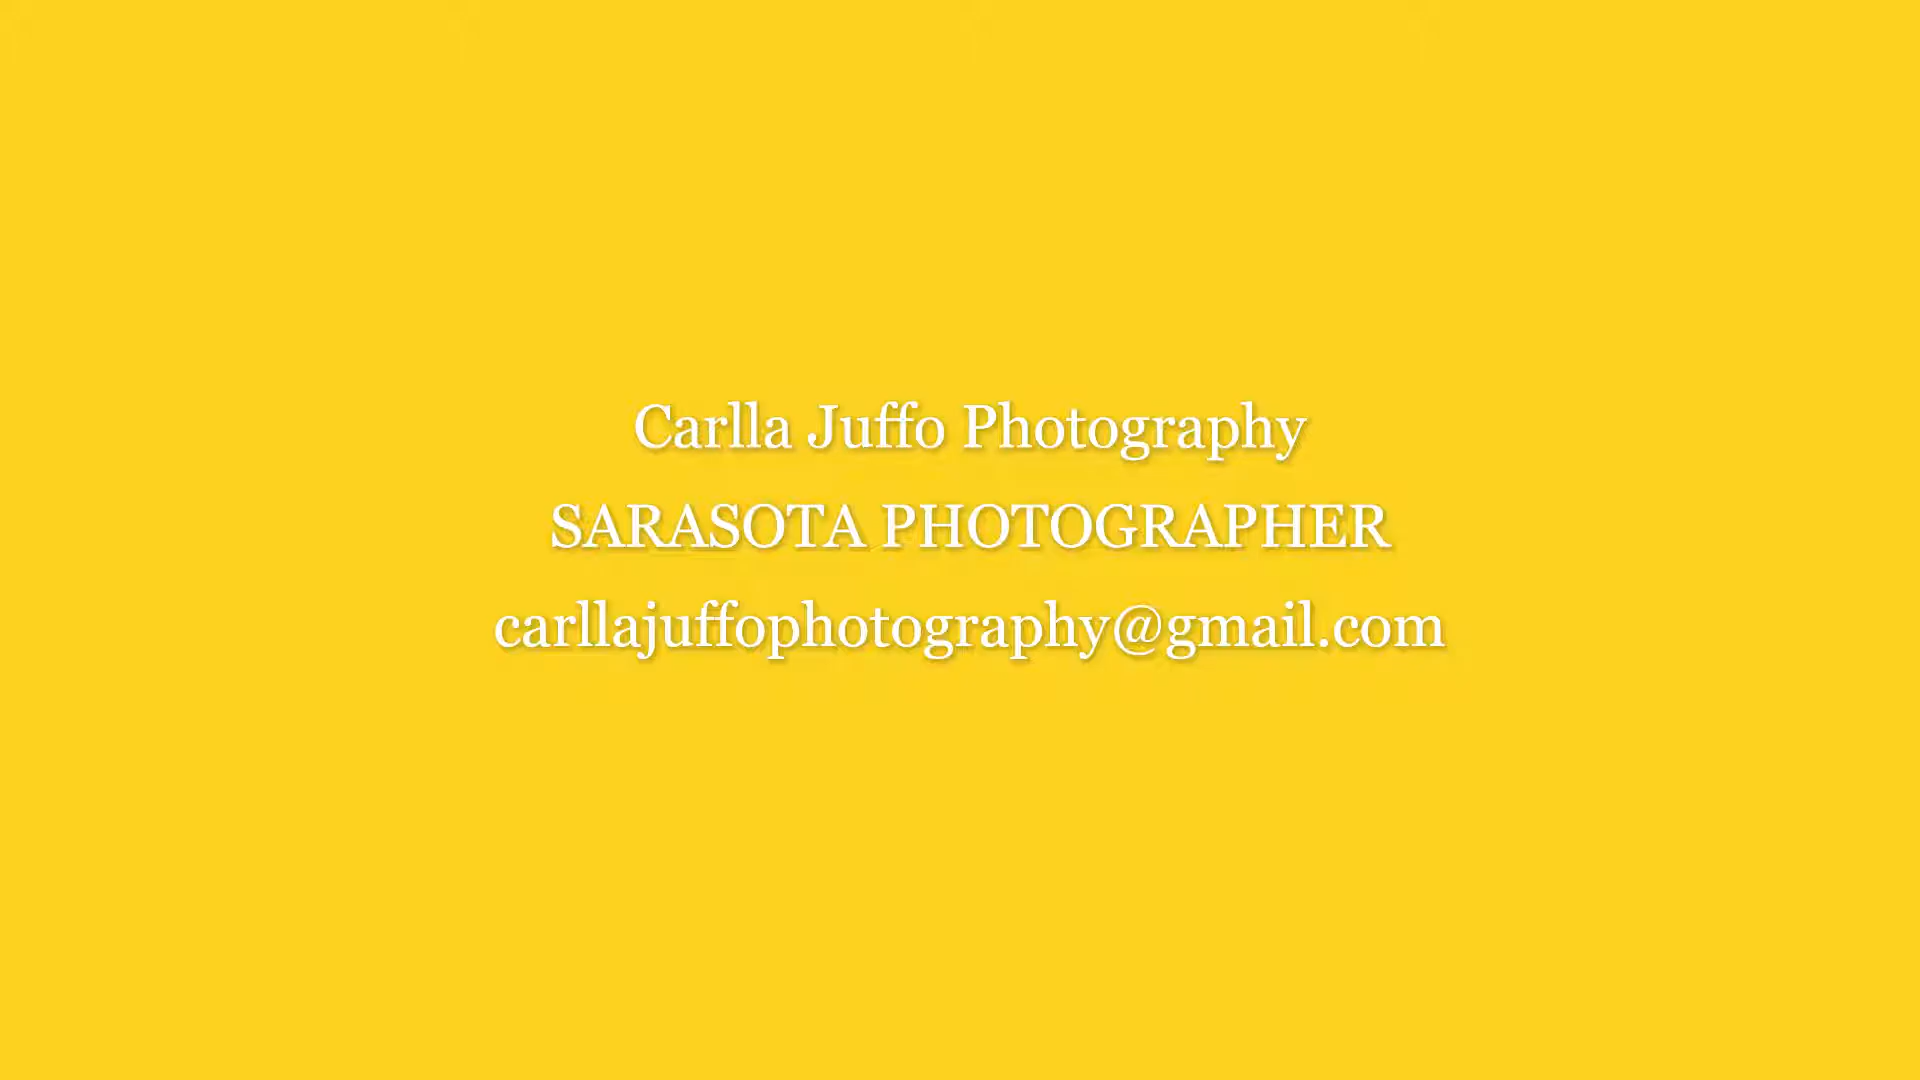 Carlla Juffo Photography
SARASOTA PHOTOGRAPHER
carllajuffophotography@gmail.com